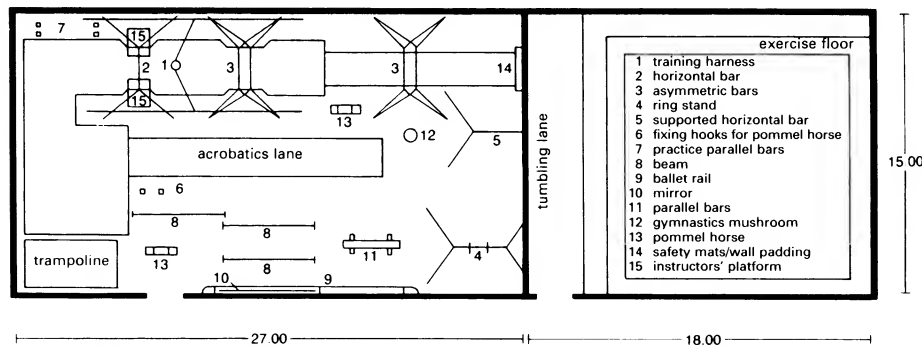 7
15
2
1
3
3
14
15
13
12
5
acrobatics lane
6
8
8
8
13
trampoline
11
4
10
9
tumbling lane
exercise floor
1 training harness
2 horizontal bar
3 asymmetric bars
4 ring stand
5 supported horizontal bar
6 fixing hooks for pommel horse
7 practice parallel bars
8 beam
9 ballet rail
10 mirror
11 parallel bars
12 gymnastics mushroom
13 pommel horse
14 safety mats/wall padding
15 instructors' platform
15.00
27.00
18.00